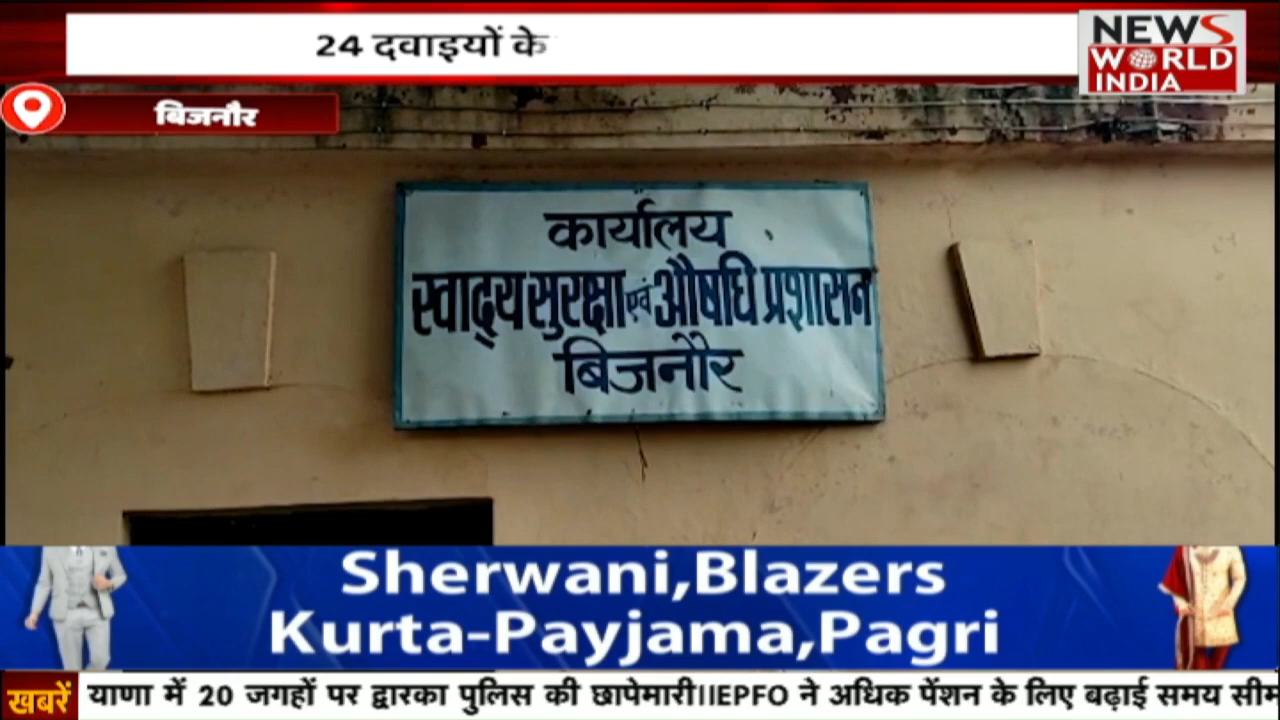 24 दवाइयों के
NEWS
WORLD
INDIA
बिजनौर
कार्यालय
खाद्य सुरक्षा एवं औषधि प्रशासन
बिजनौर
Sherwani,Blazers
Kurta-Payjama,Pagri
खबरें
याणा में 20 जगहों पर द्वारका पुलिस की छापेमारी||EPFO ने अधिक पेंशन के लिए बढ़ाई समय सीम